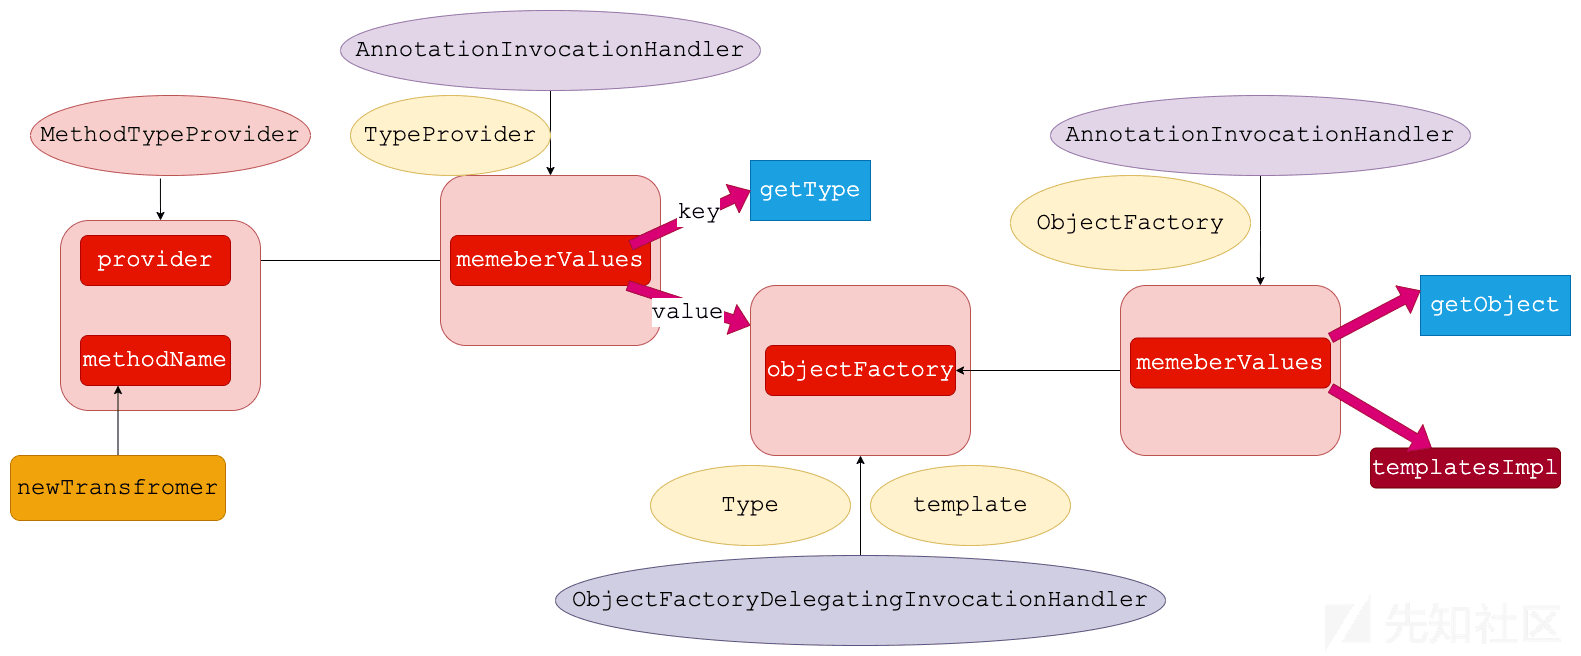 AnnotationInvocationHandler
MethodTypeProvider
TypeProvider
AnnotationInvocationHandler
getType
key
ObjectFactory
provider
memeberValues
value
getObject
methodName
objectFactory
memeberValues
templatesImpl
newTransfromer
Type
template
ObjectFactoryDelegatingInvocationHandler
先知社区